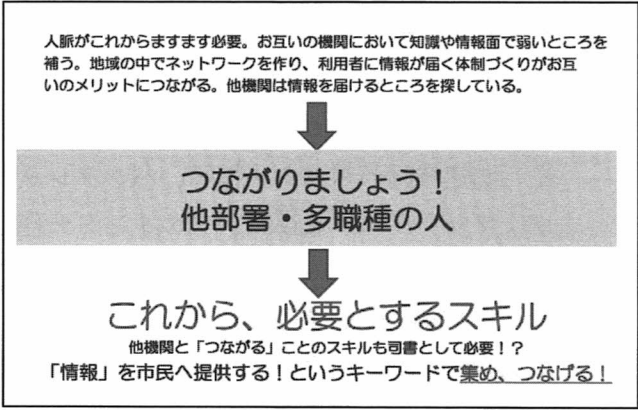 人脈がこれからますます必要。お互いの機関において知識や情報面で弱いところを
補う。地域の中でネットワークを作り、利用者に情報が届く体制づくりがお互
いのメリットにつながる。他機関は情報を届けるところを探している。
つながりましょう！
他部署・多職種の人
これから、必要とするスキル
他機関と「つながる」ことのスキルも司書として必要！？
「情報」を市民へ提供する！というキーワードで集め、つなげる！